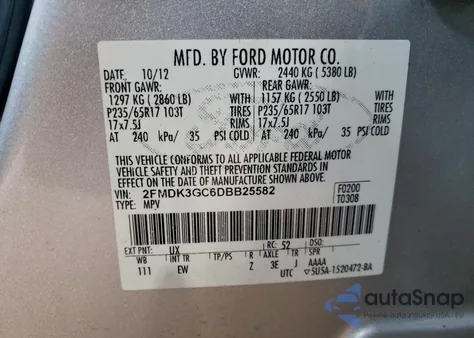 MFD. BY FORD MOTOR CO.
DATE: 10/12 GVWR: 2440 KG ( 5380 LB)
FRONT GAWR: REAR GAWR:
1297 KG ( 2860 LB) WITH 1157 KG ( 2550 LB) WITH
P235/65R17 103T TIRES P235/65R17 103T TIRES
17x7.5J RIMS 17x7.5J RIMS
AT 240 kPa/ 35 PSI COLD AT 240 kPa/ 35 PSI COLD
THIS VEHICLE CONFORMS TO ALL APPLICABLE FEDERAL MOTOR
VEHICLE SAFETY AND THEFT PREVENTION STANDARDS IN EFFECT
ON THE DATE OF MANUFACTURE SHOWN ABOVE.
VIN: 2FMDK3GC6DBB25582 F0200
TYPE: MPV T0308
EXT PNT: UX RC: 52 DSO:
WB INT TR TP/PS R AXLE TR SPR
111 EW Z 3E J AAAA
UTC 5U5A-1520472-BA
autoSnap